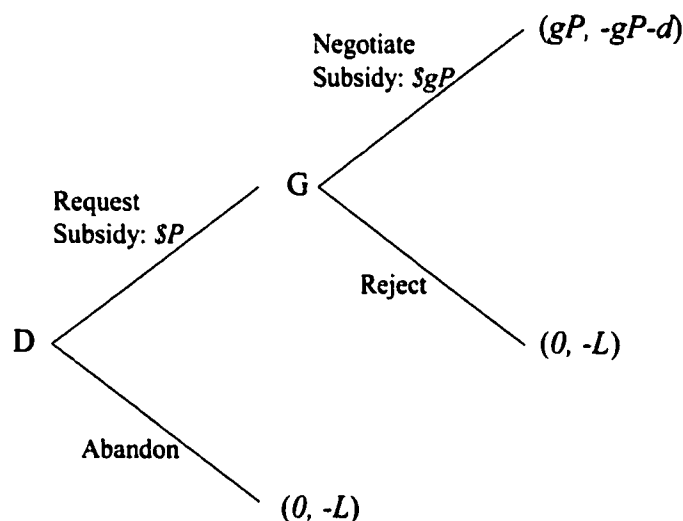 Negotiate
Subsidy: $gP
(gP, -gP-d)
G
Request
Subsidy: $P
Reject
D
(0, -L)
Abandon
(0, -L)